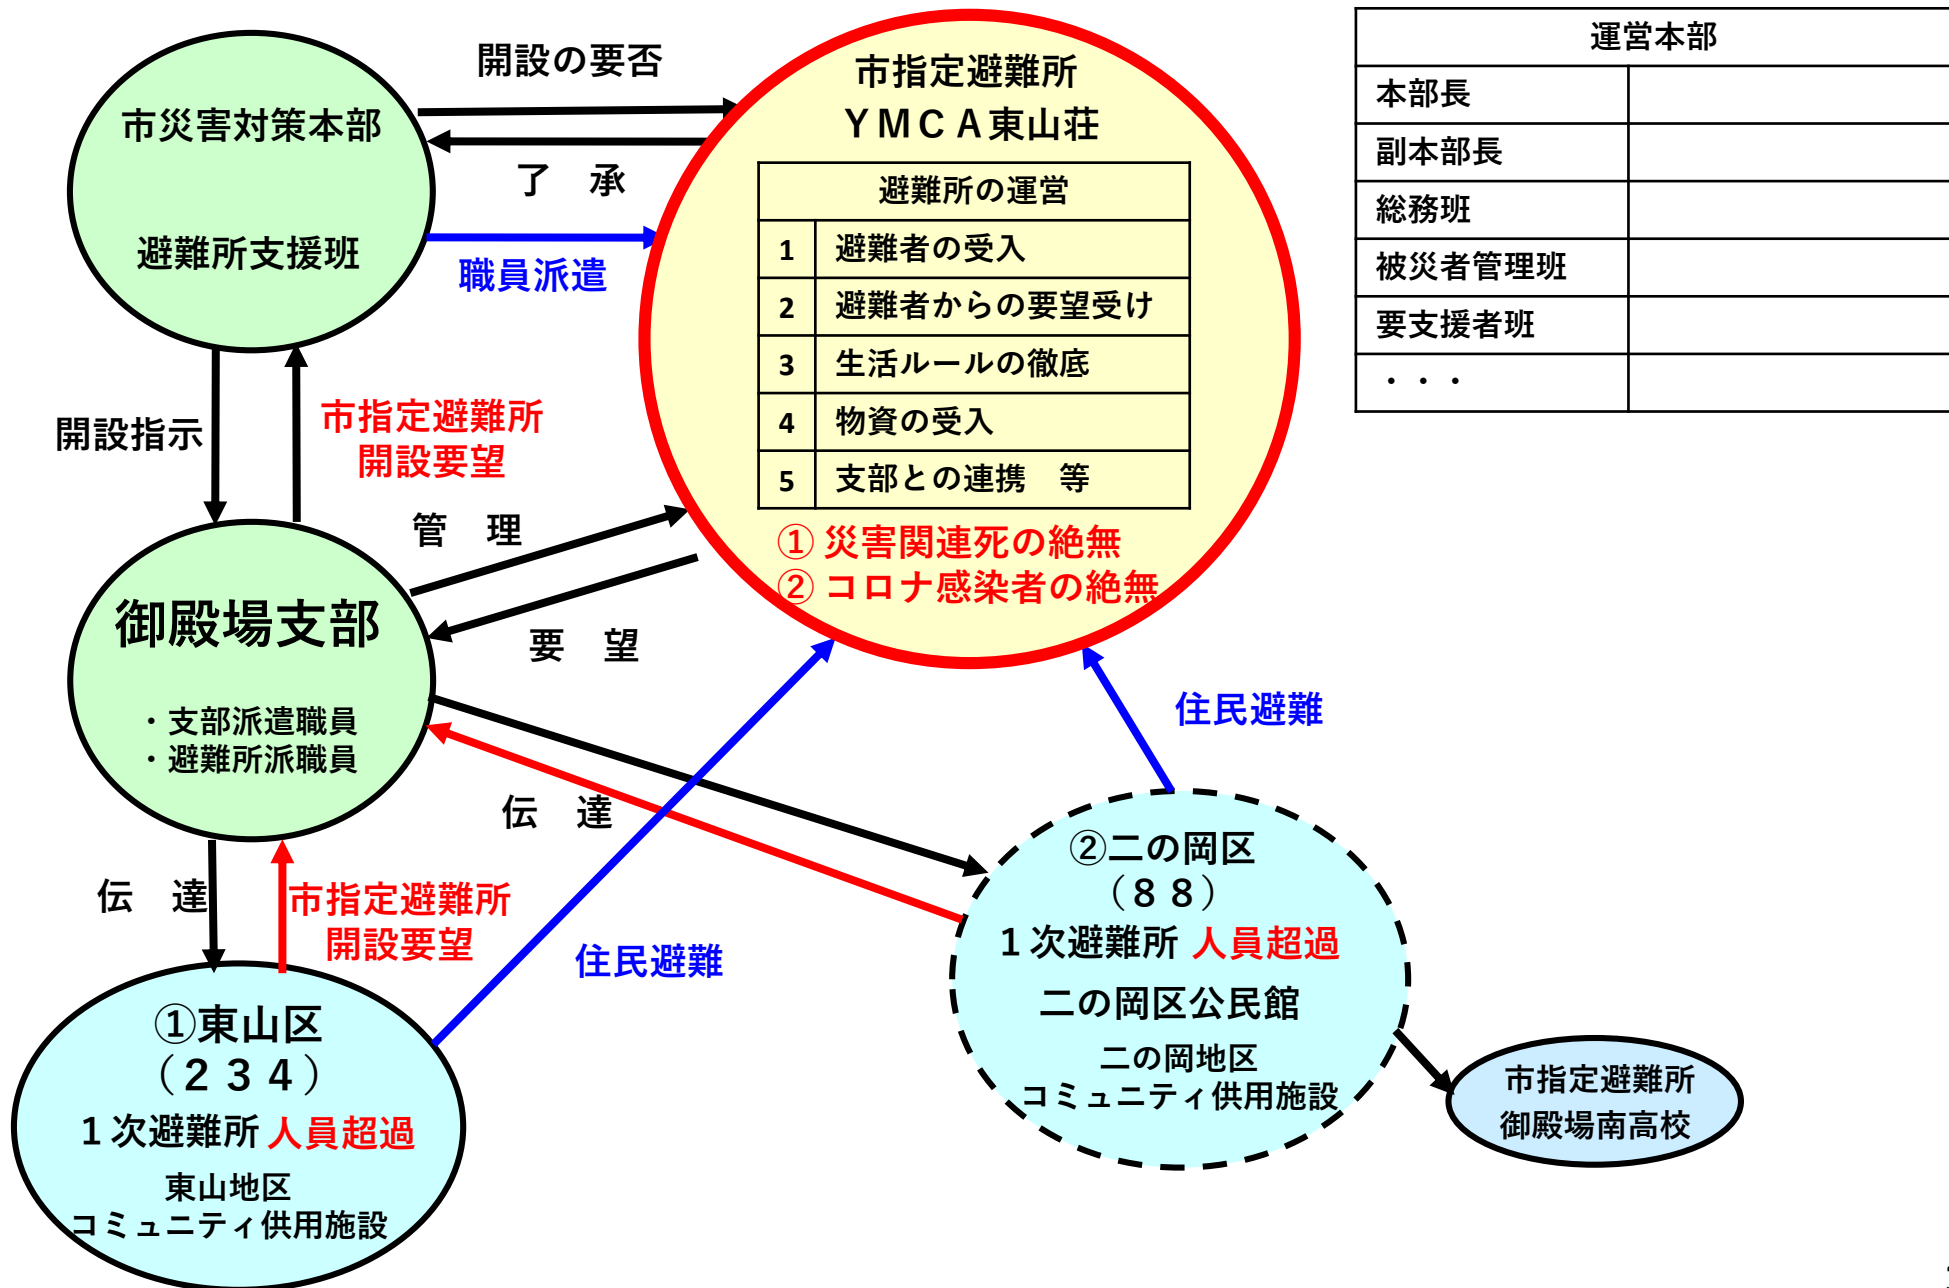 開設の要否
市災害対策本部
避難所支援班
了　承
職員派遣
市指定避難所
ＹＭＣＡ東山荘
避難所の運営
1 避難者の受入
2 避難者からの要望受け
3 生活ルールの徹底
4 物資の受入
5 支部との連携　等
①災害関連死の絶無
②コロナ感染者の絶無
運営本部
本部長
副本部長
総務班
被災者管理班
要支援者班
・・・
開設指示
市指定避難所
開設要望
管　理
要　望
御殿場支部
・支部派遣職員
・避難所派職員
伝　達
伝　達
市指定避難所
開設要望
住民避難
住民避難
①東山区
（２３４）
１次避難所 人員超過
東山地区
コミュニティ供用施設
②二の岡区
（８８）
１次避難所 人員超過
二の岡区公民館
二の岡地区
コミュニティ供用施設
市指定避難所
御殿場南高校